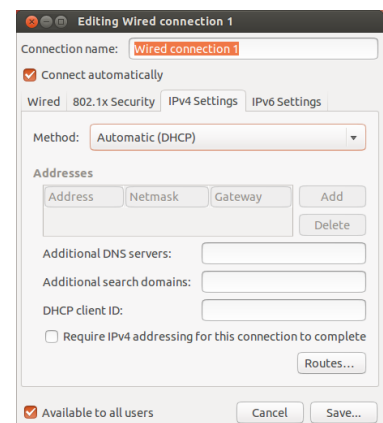 Editing Wired connection 1
Connection name: Wired connection 1
Connect automatically
Wired 802.1x Security IPv4 Settings IPv6 Settings
Method: Automatic (DHCP)
Addresses
Address Netmask Gateway Add
Delete
Additional DNS servers:
Additional search domains:
DHCP client ID:
Require IPv4 addressing for this connection to complete
Routes...
Available to all users Cancel Save...